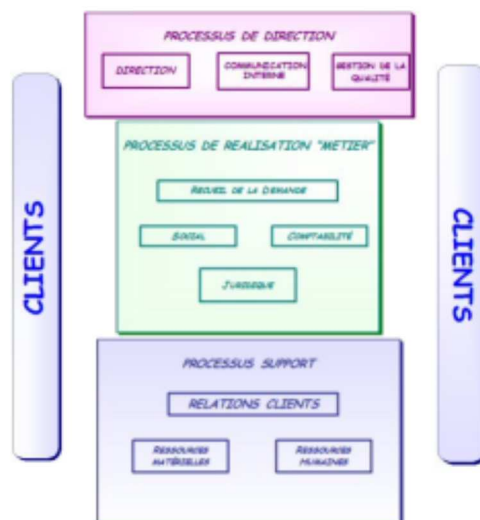 PROCESSUS DE DIRECTION
DIRECTION
COMMUNICATION
INTERNE
GESTION DE LA
QUALITÉ
CLIENTS
CLIENTS
PROCESSUS DE REALISATION "METIER"
RECUEIL DE LA DEMANDE
SOCIAL
COMPTABILITÉ
JURIDIQUE
PROCESSUS SUPPORT
RELATIONS CLIENTS
RESSOURCES
MATÉRIELLES
RESSOURCES
HUMAINES